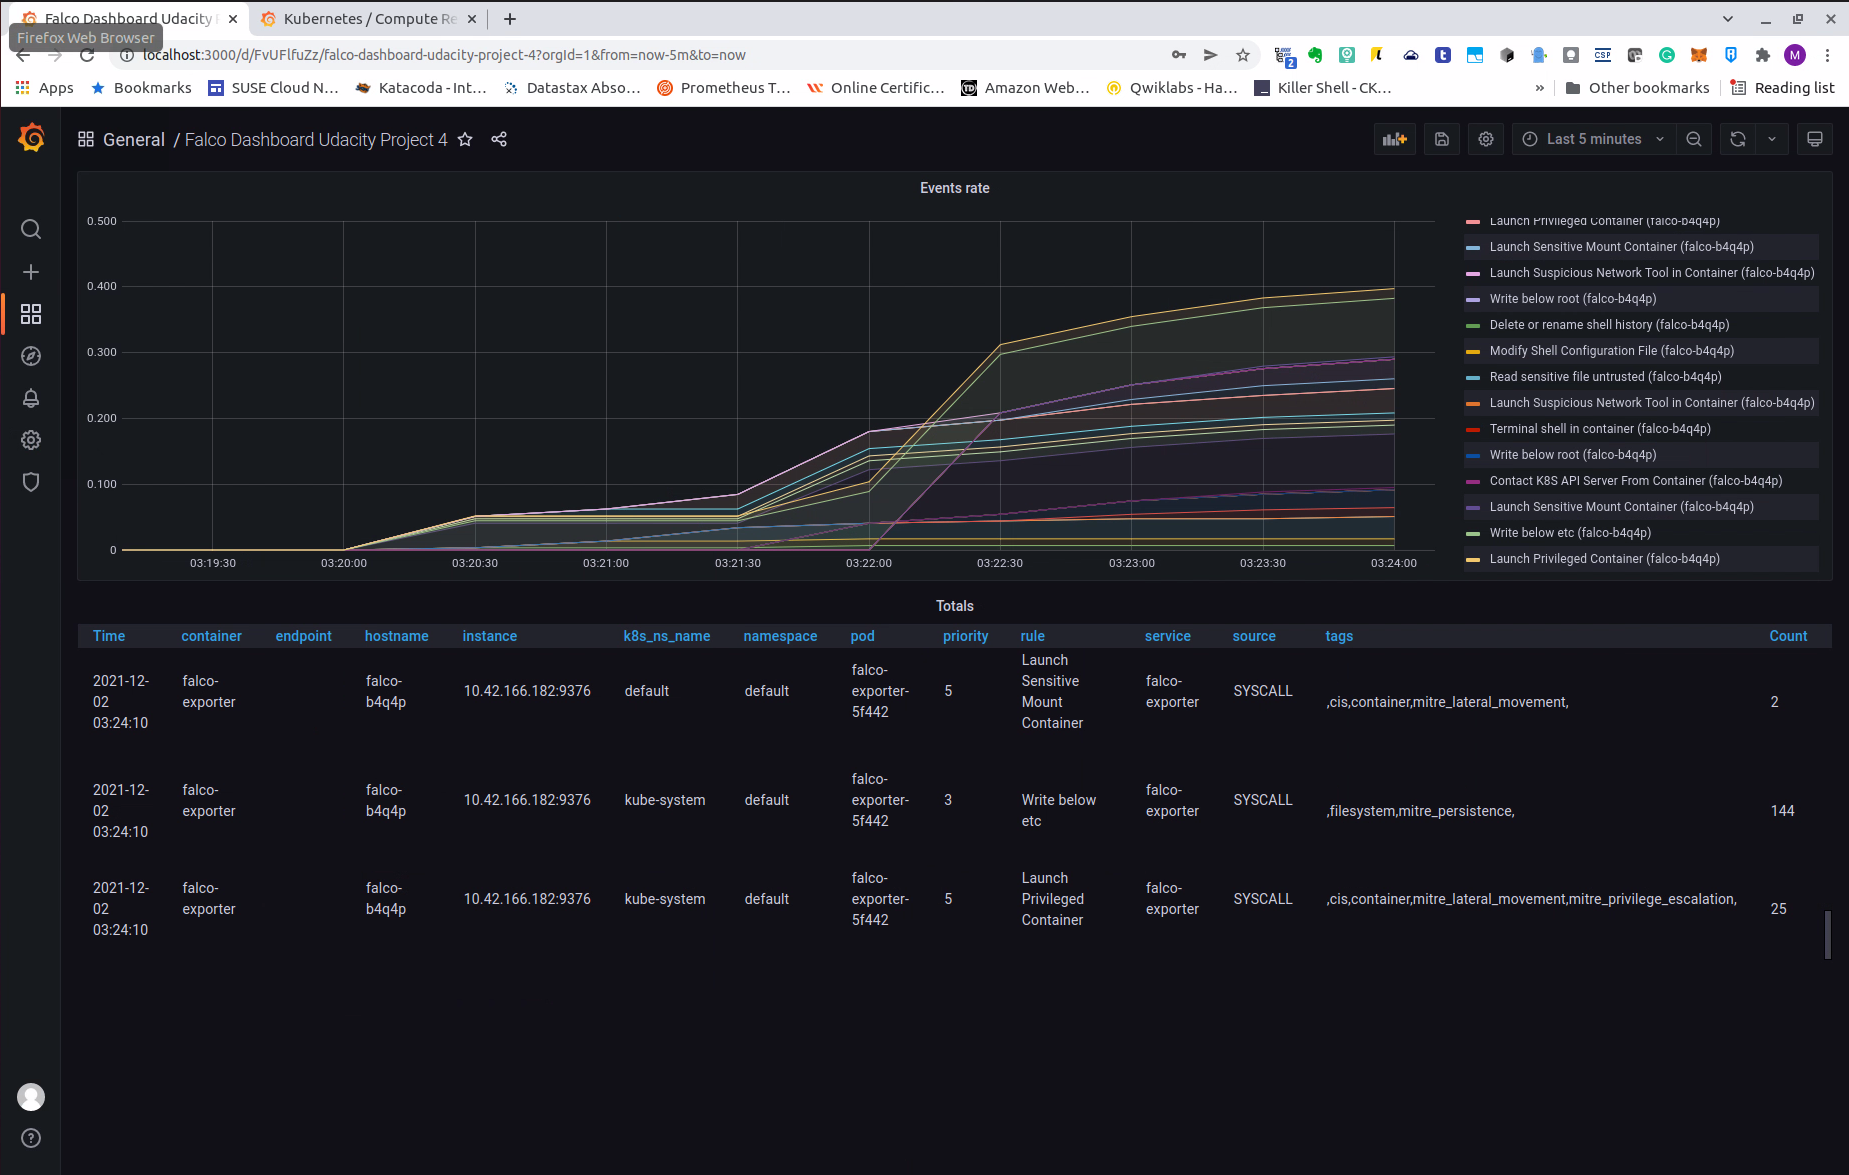 Falco Dashboard Udacity
Kubernetes / Compute Re
Firefox Web Browser
localhost:3000/d/FvUFlfuZz/falco-dashboard-udacity-project-4?orgId=1&from=now-5m&to=now
2
CSP
M
Apps
Bookmarks
SUSE Cloud N...
Katacoda - Int...
Datastax Abso...
Prometheus T...
Online Certific...
Amazon Web...
Qwiklabs - Ha...
Killer Shell - CK...
»
Other bookmarks
Reading list
General / Falco Dashboard Udacity Project 4
Last 5 minutes
Events rate
0.500
0.400
0.300
0.200
0.100
0
03:19:30
03:20:00
03:20:30
03:21:00
03:21:30
03:22:00
03:22:30
03:23:00
03:23:30
03:24:00
Launch Privileged Container (falco-b4q4p)
Launch Sensitive Mount Container (falco-b4q4p)
Launch Suspicious Network Tool in Container (falco-b4q4p)
Write below root (falco-b4q4p)
Delete or rename shell history (falco-b4q4p)
Modify Shell Configuration File (falco-b4q4p)
Read sensitive file untrusted (falco-b4q4p)
Launch Suspicious Network Tool in Container (falco-b4q4p)
Terminal shell in container (falco-b4q4p)
Write below root (falco-b4q4p)
Contact K8S API Server From Container (falco-b4q4p)
Launch Sensitive Mount Container (falco-b4q4p)
Write below etc (falco-b4q4p)
Launch Privileged Container (falco-b4q4p)
Totals
Time container endpoint hostname instance k8s_ns_name namespace pod priority rule service source tags Count
2021-12-
02
03:24:10
falco-
exporter
falco-
b4q4p
10.42.166.182:9376
default
default
falco-
exporter-
5f442
5
Launch
Sensitive
Mount
Container
falco-
exporter
SYSCALL
,cis,container,mitre_lateral_movement,
2
2021-12-
02
03:24:10
falco-
exporter
falco-
b4q4p
10.42.166.182:9376
kube-system
default
falco-
exporter-
5f442
3
Write below
etc
falco-
exporter
SYSCALL
,filesystem,mitre_persistence,
144
2021-12-
02
03:24:10
falco-
exporter
falco-
b4q4p
10.42.166.182:9376
kube-system
default
falco-
exporter-
5f442
5
Launch
Privileged
Container
falco-
exporter
SYSCALL
,cis,container,mitre_lateral_movement,mitre_privilege_escalation,
25